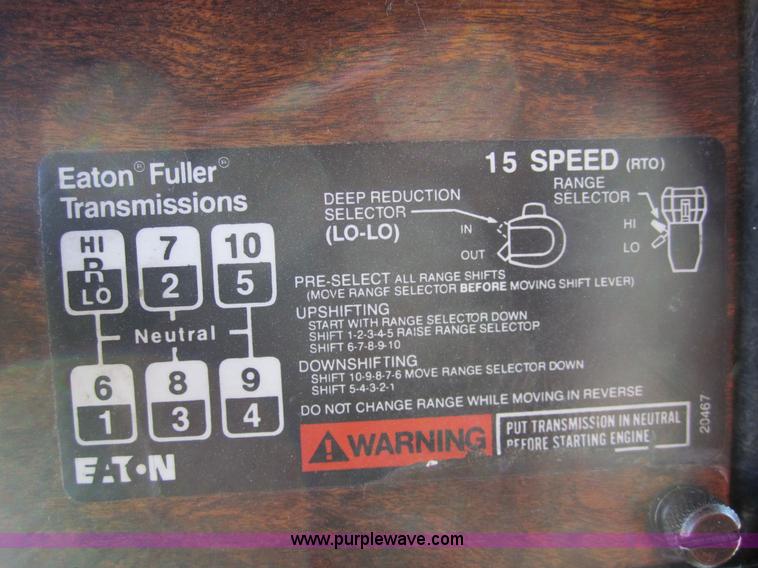 Eaton® Fuller®
Transmissions
15 SPEED (RTO)
HI
R
LO
7
2
10
5
Neutral
6
1
8
3
9
4
DEEP REDUCTION
SELECTOR
(LO-LO)
IN
OUT
RANGE
SELECTOR
HI
LO
PRE-SELECT ALL RANGE SHIFTS
(MOVE RANGE SELECTOR BEFORE MOVING SHIFT LEVER)
UPSHIFTING
START WITH RANGE SELECTOR DOWN
SHIFT 1-2-3-4-5 RAISE RANGE SELECTOR
SHIFT 6-7-8-9-10
DOWNSHIFTING
SHIFT 10-9-8-7-6 MOVE RANGE SELECTOR DOWN
SHIFT 5-4-3-2-1
DO NOT CHANGE RANGE WHILE MOVING IN REVERSE
WARNING
PUT TRANSMISSION IN NEUTRAL
BEFORE STARTING ENGINE
20467
EATON
www.purplewave.com